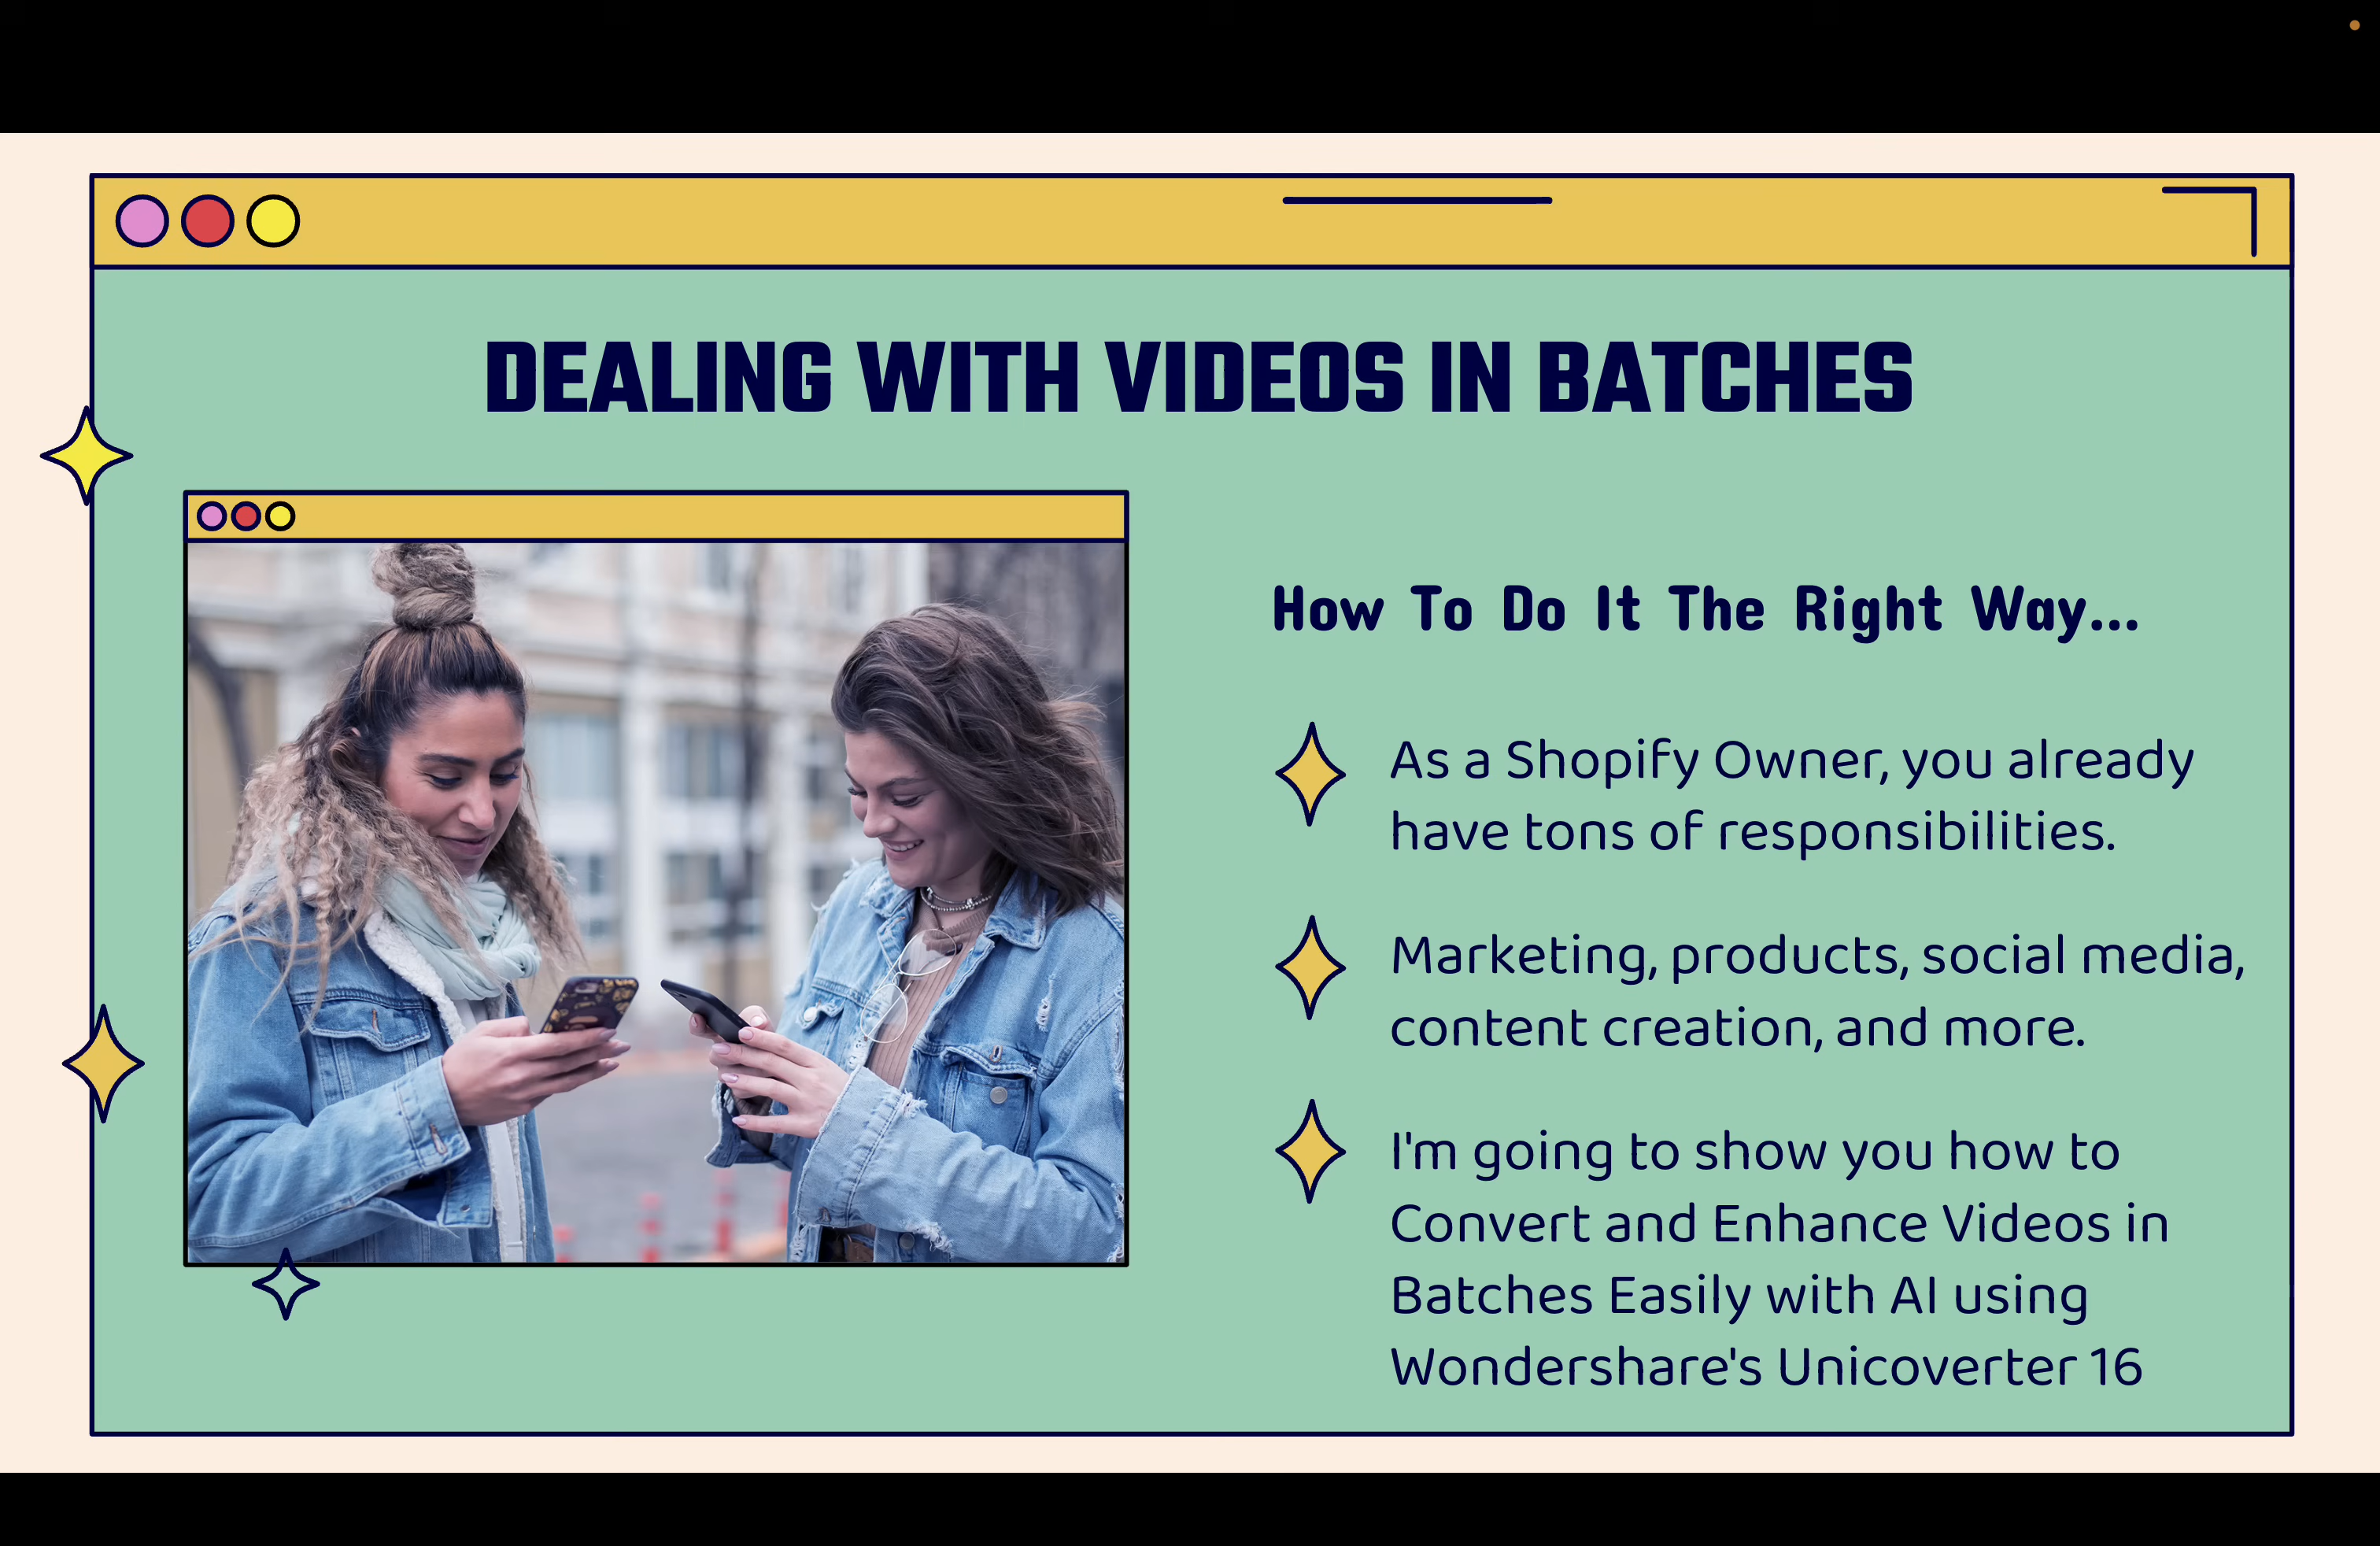 DEALING WITH VIDEOS IN BATCHES
How To Do It The Right Way...
As a Shopify Owner, you already
have tons of responsibilities.
Marketing, products, social media,
content creation, and more.
I'm going to show you how to
Convert and Enhance Videos in
Batches Easily with AI using
Wondershare's Unicoverter 16